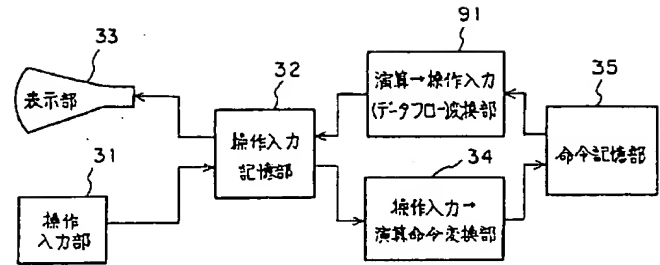 33
表示部
31
操作
入力部
32
操作入力
記憶部
91
演算→操作入力
(データフロー)変換部
34
操作入力→
演算命令変換部
35
命令記憶部